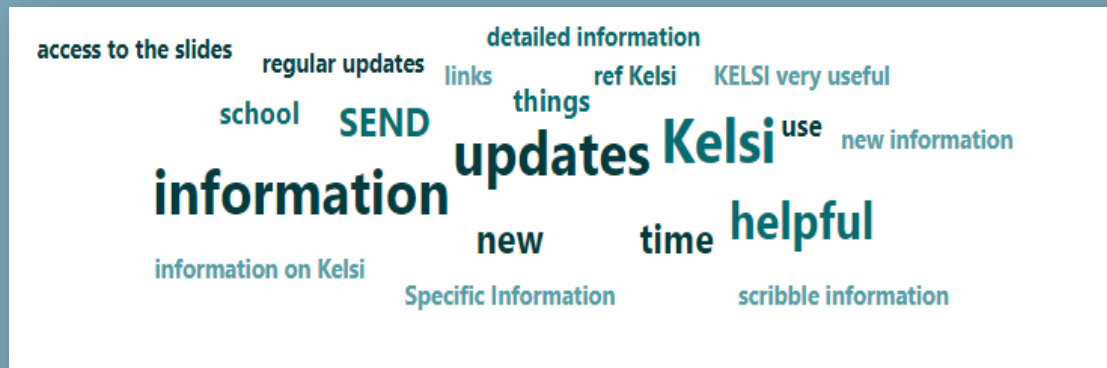 detailed information
access to the slides
regular updates
links
ref Kelsi
KELSI very useful
things
school
SEND
use
Kelsi
new information
updates
information
helpful
new
time
information on Kelsi
Specific Information
scribble information